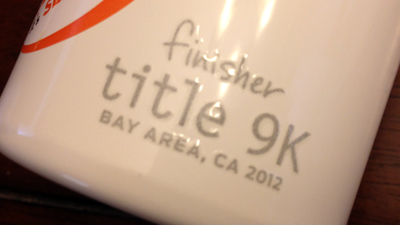 finisher
title 9K
BAY AREA, CA 2012